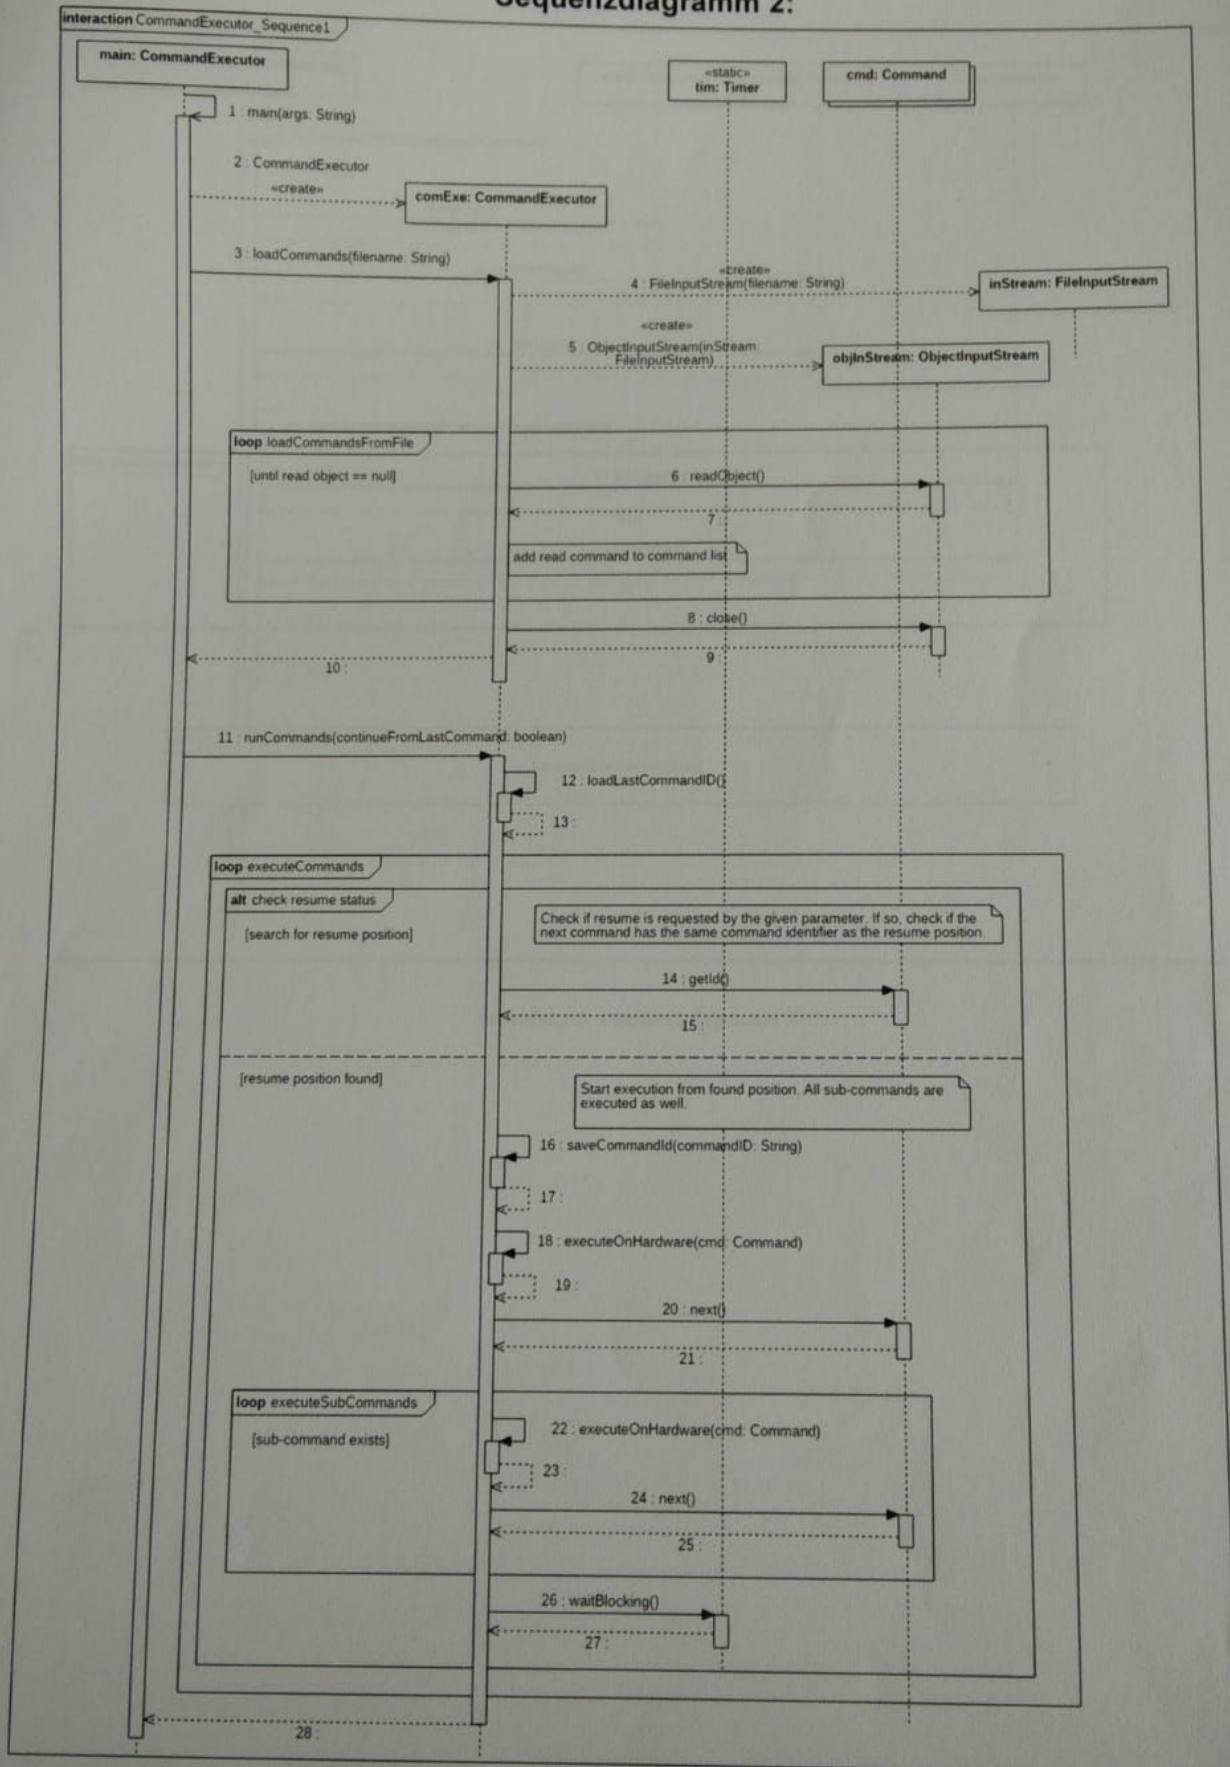 Sequenzdiagramm 2:
interaction CommandExecutor_Sequence1
main: CommandExecutor
«static»
tim: Timer
cmd: Command
1 : main(args: String)
2 : CommandExecutor
«create»
comExe: CommandExecutor
3 : loadCommands(filename: String)
«create»
4 : FileInputStream(filename: String)
inStream: FileInputStream
«create»
5 : ObjectInputStream(inStream:
FileInputStream)
objInStream: ObjectInputStream
loop loadCommandsFromFile
[until read object == null]
6 : readObject()
7 :
add read command to command list
8 : close()
9 :
10 :
11 : runCommands(continueFromLastCommand: boolean)
12 : loadLastCommandID()
13 :
loop executeCommands
alt check resume status
[search for resume position]
Check if resume is requested by the given parameter. If so, check if the
next command has the same command identifier as the resume position.
14 : getId()
15 :
[resume position found]
Start execution from found position. All sub-commands are
executed as well.
16 : saveCommandId(commandID: String)
17 :
18 : executeOnHardware(cmd: Command)
19 :
20 : next()
21 :
loop executeSubCommands
[sub-command exists]
22 : executeOnHardware(cmd: Command)
23 :
24 : next()
25 :
26 : waitBlocking()
27 :
28 :